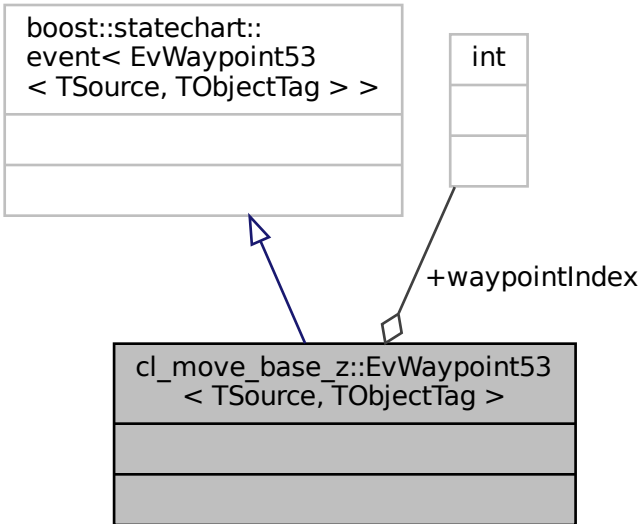 boost::statechart::
event< EvWaypoint53
< TSource, TObjectTag > >
int
+waypointIndex
cl_move_base_z::EvWaypoint53
< TSource, TObjectTag >